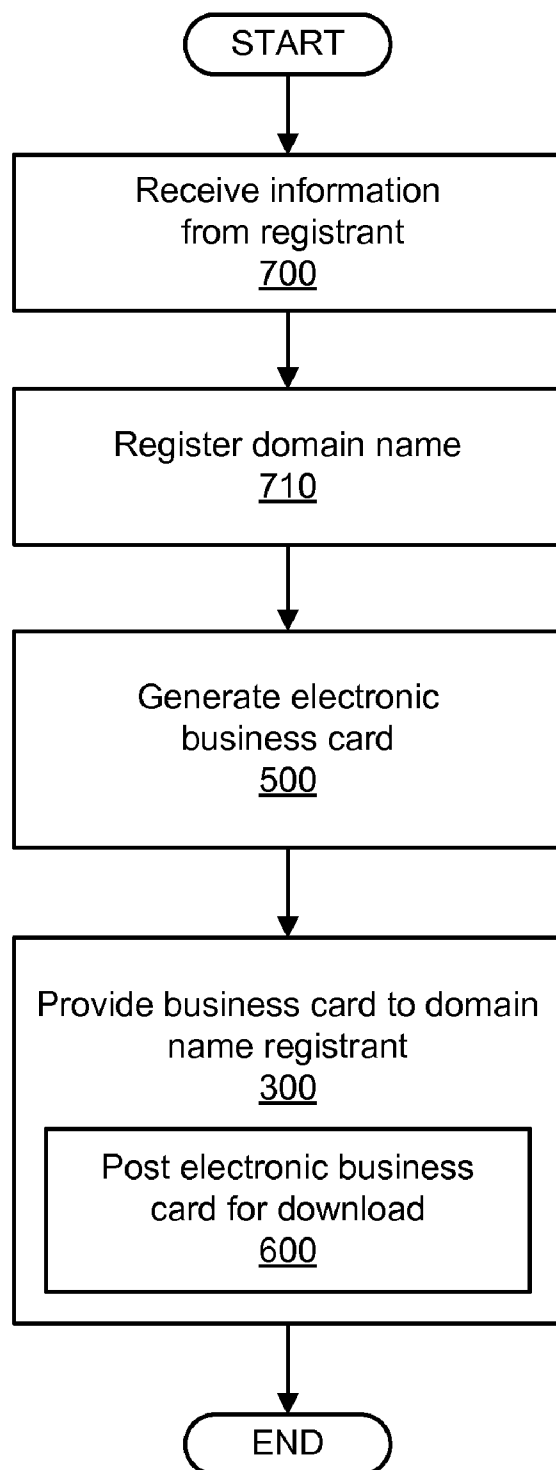 START
Receive information
from registrant
700
Register domain name
710
Generate electronic
business card
500
Provide business card to domain
name registrant
300
Post electronic business
card for download
600
END